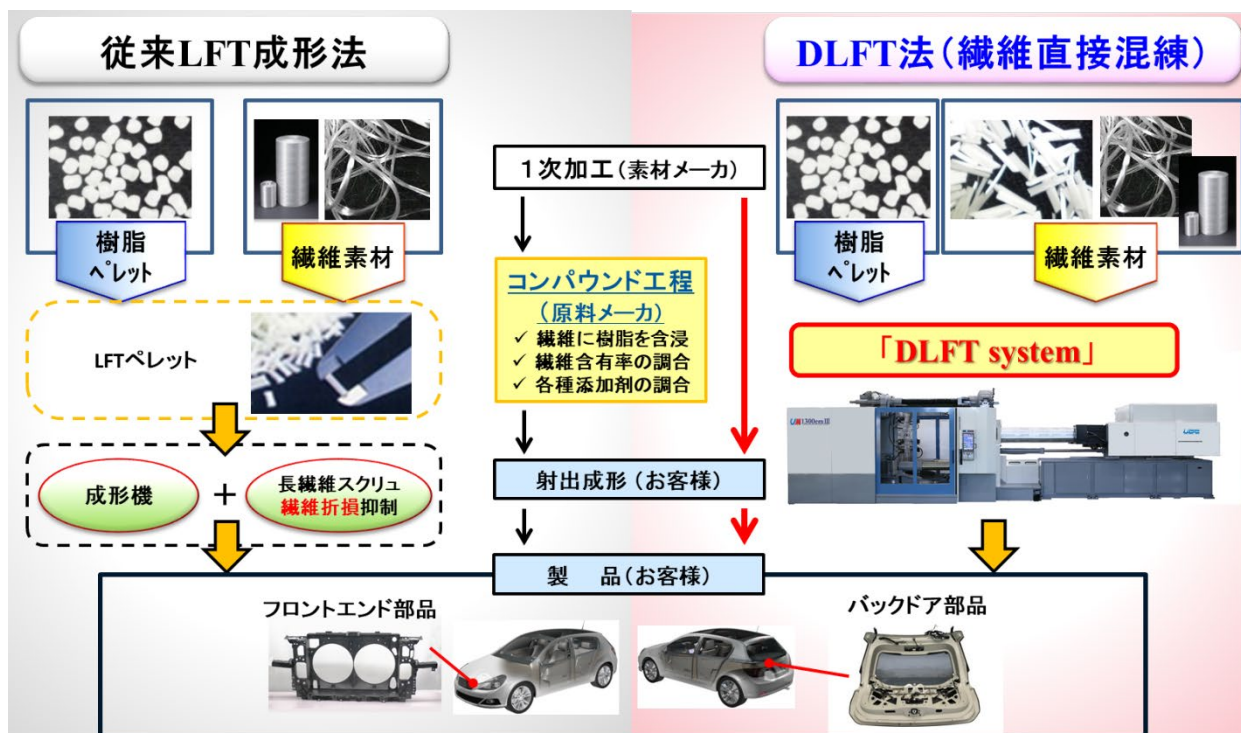 従来LFT成形法
樹脂
ペレット
繊維素材
LFTペレット
成形機
+
長繊維スクリュ
繊維折損抑制
1次加工(素材メーカ)
コンパウンド工程
(原料メーカ)
✓ 繊維に樹脂を含浸
✓ 繊維含有率の調合
✓ 各種添加剤の調合
射出成形(お客様)
製 品(お客様)
DLFT法(繊維直接混練)
樹脂
ペレット
繊維素材
「DLFT system」
1300emⅢ
UBE
フロントエンド部品
バックドア部品